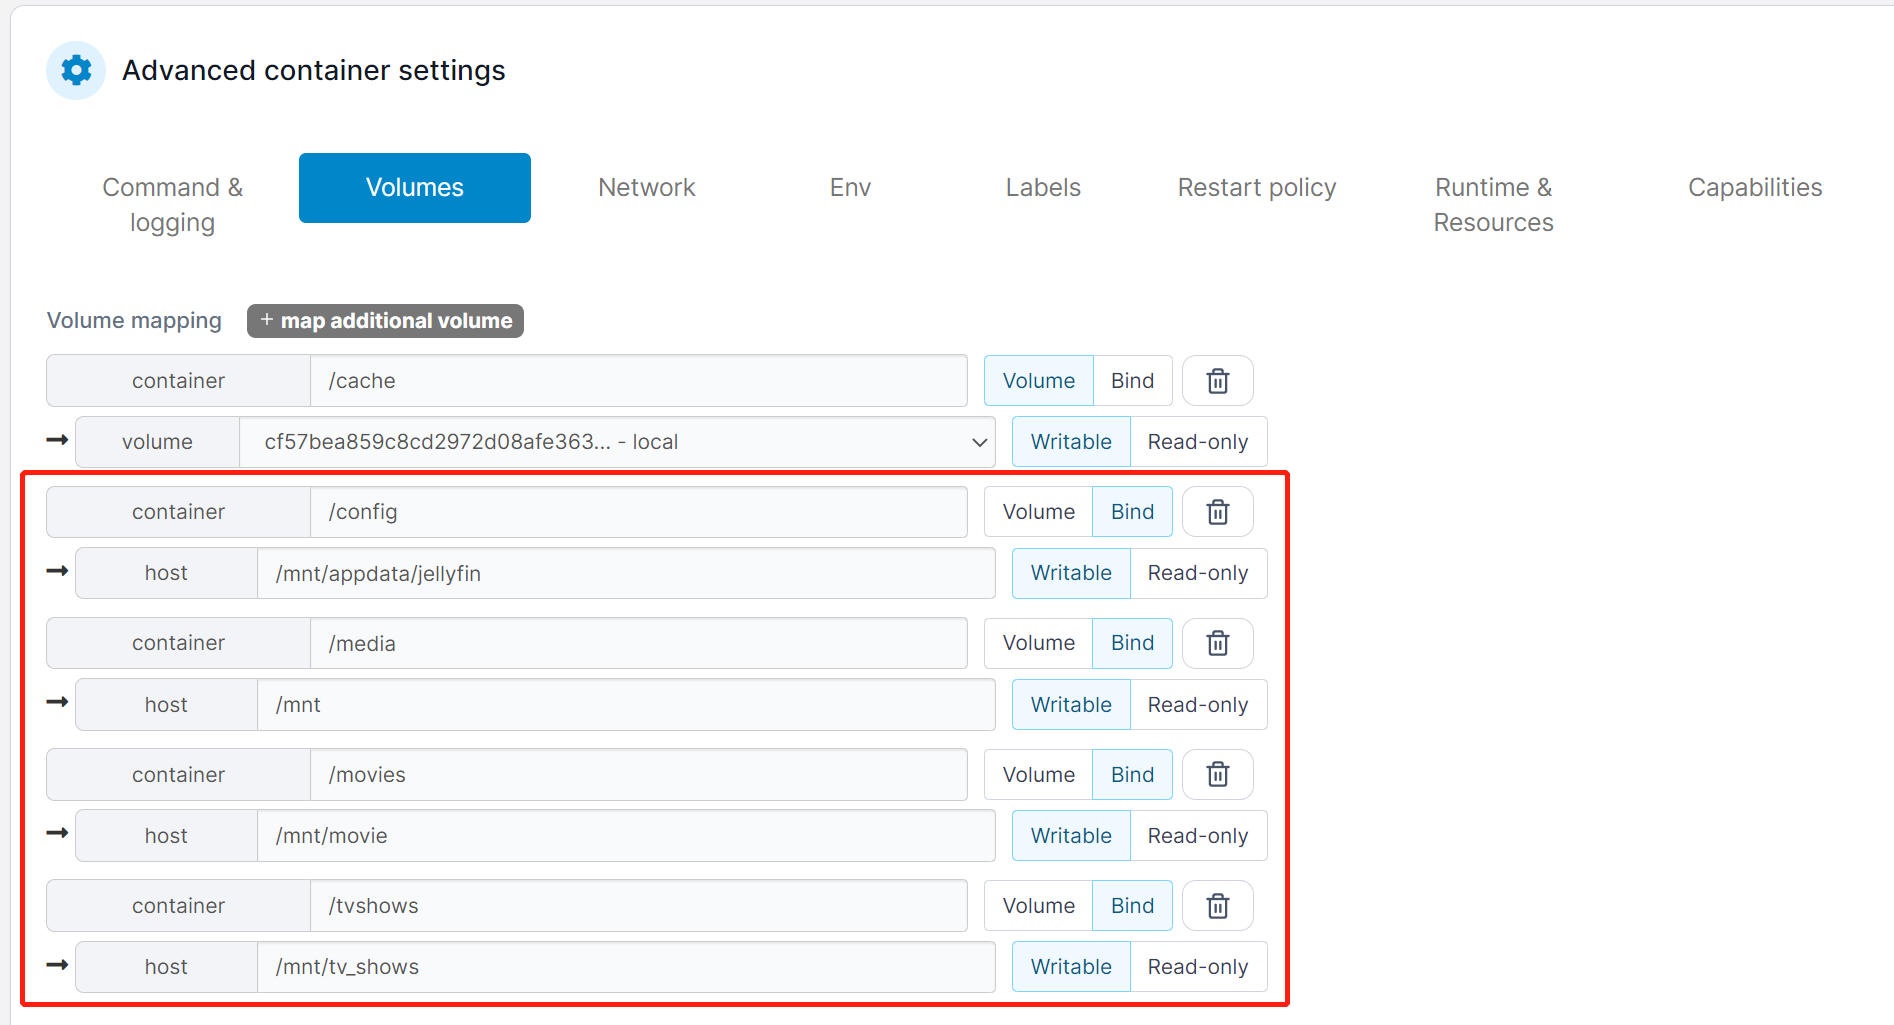 Advanced container settings
Command & logging
Volumes
Network
Env
Labels
Restart policy
Runtime & Resources
Capabilities
Volume mapping + map additional volume
container /cache Volume Bind
volume cf57bea859c8cd2972d08afe363... - local Writable Read-only
container /config Volume Bind
host /mnt/appdata/jellyfin Writable Read-only
container /media Volume Bind
host /mnt Writable Read-only
container /movies Volume Bind
host /mnt/movie Writable Read-only
container /tvshows Volume Bind
host /mnt/tv_shows Writable Read-only